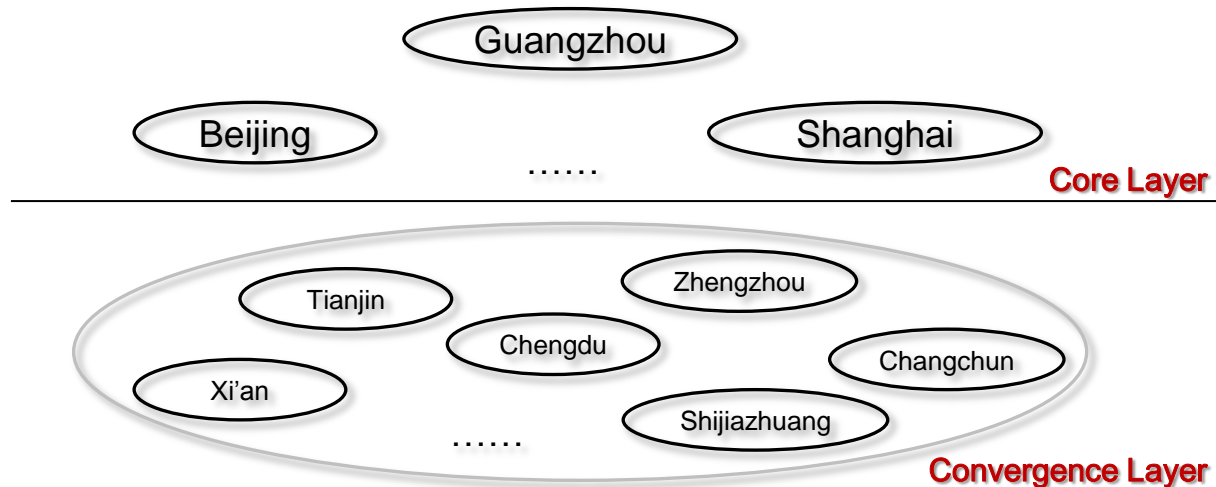 Guangzhou
Beijing
Shanghai
......
Core Layer
Zhengzhou
Tianjin
Chengdu
Changchun
Xi'an
Shijiazhuang
......
Convergence Layer